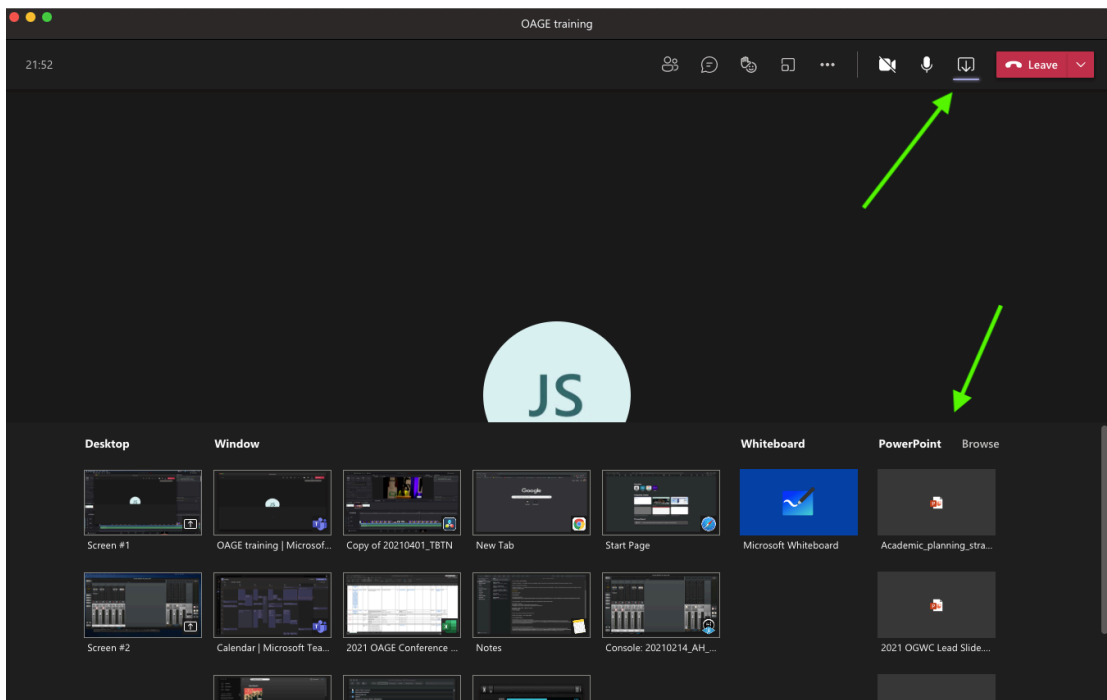 OAGE training
21:52
Leave
JS
Desktop
Window
Whiteboard
PowerPoint Browse
Screen #1
OAGE training | Microsof...
Copy of 20210401_TBTN
New Tab
Start Page
Microsoft Whiteboard
Academic_planning_stra...
Google
Screen #2
Calendar | Microsoft Tea...
2021 OAGE Conference ...
Notes
Console: 20210214_AH_...
2021 OGWC Lead Slide....